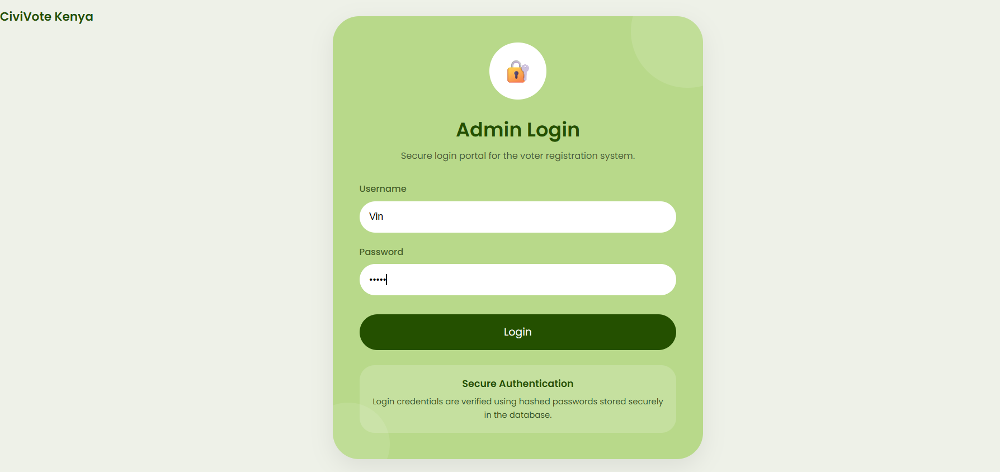 CiviVote Kenya
Admin Login
Secure login portal for the voter registration system.
Username
Vin
Password
•••••
Login
Secure Authentication
Login credentials are verified using hashed passwords stored securely
in the database.